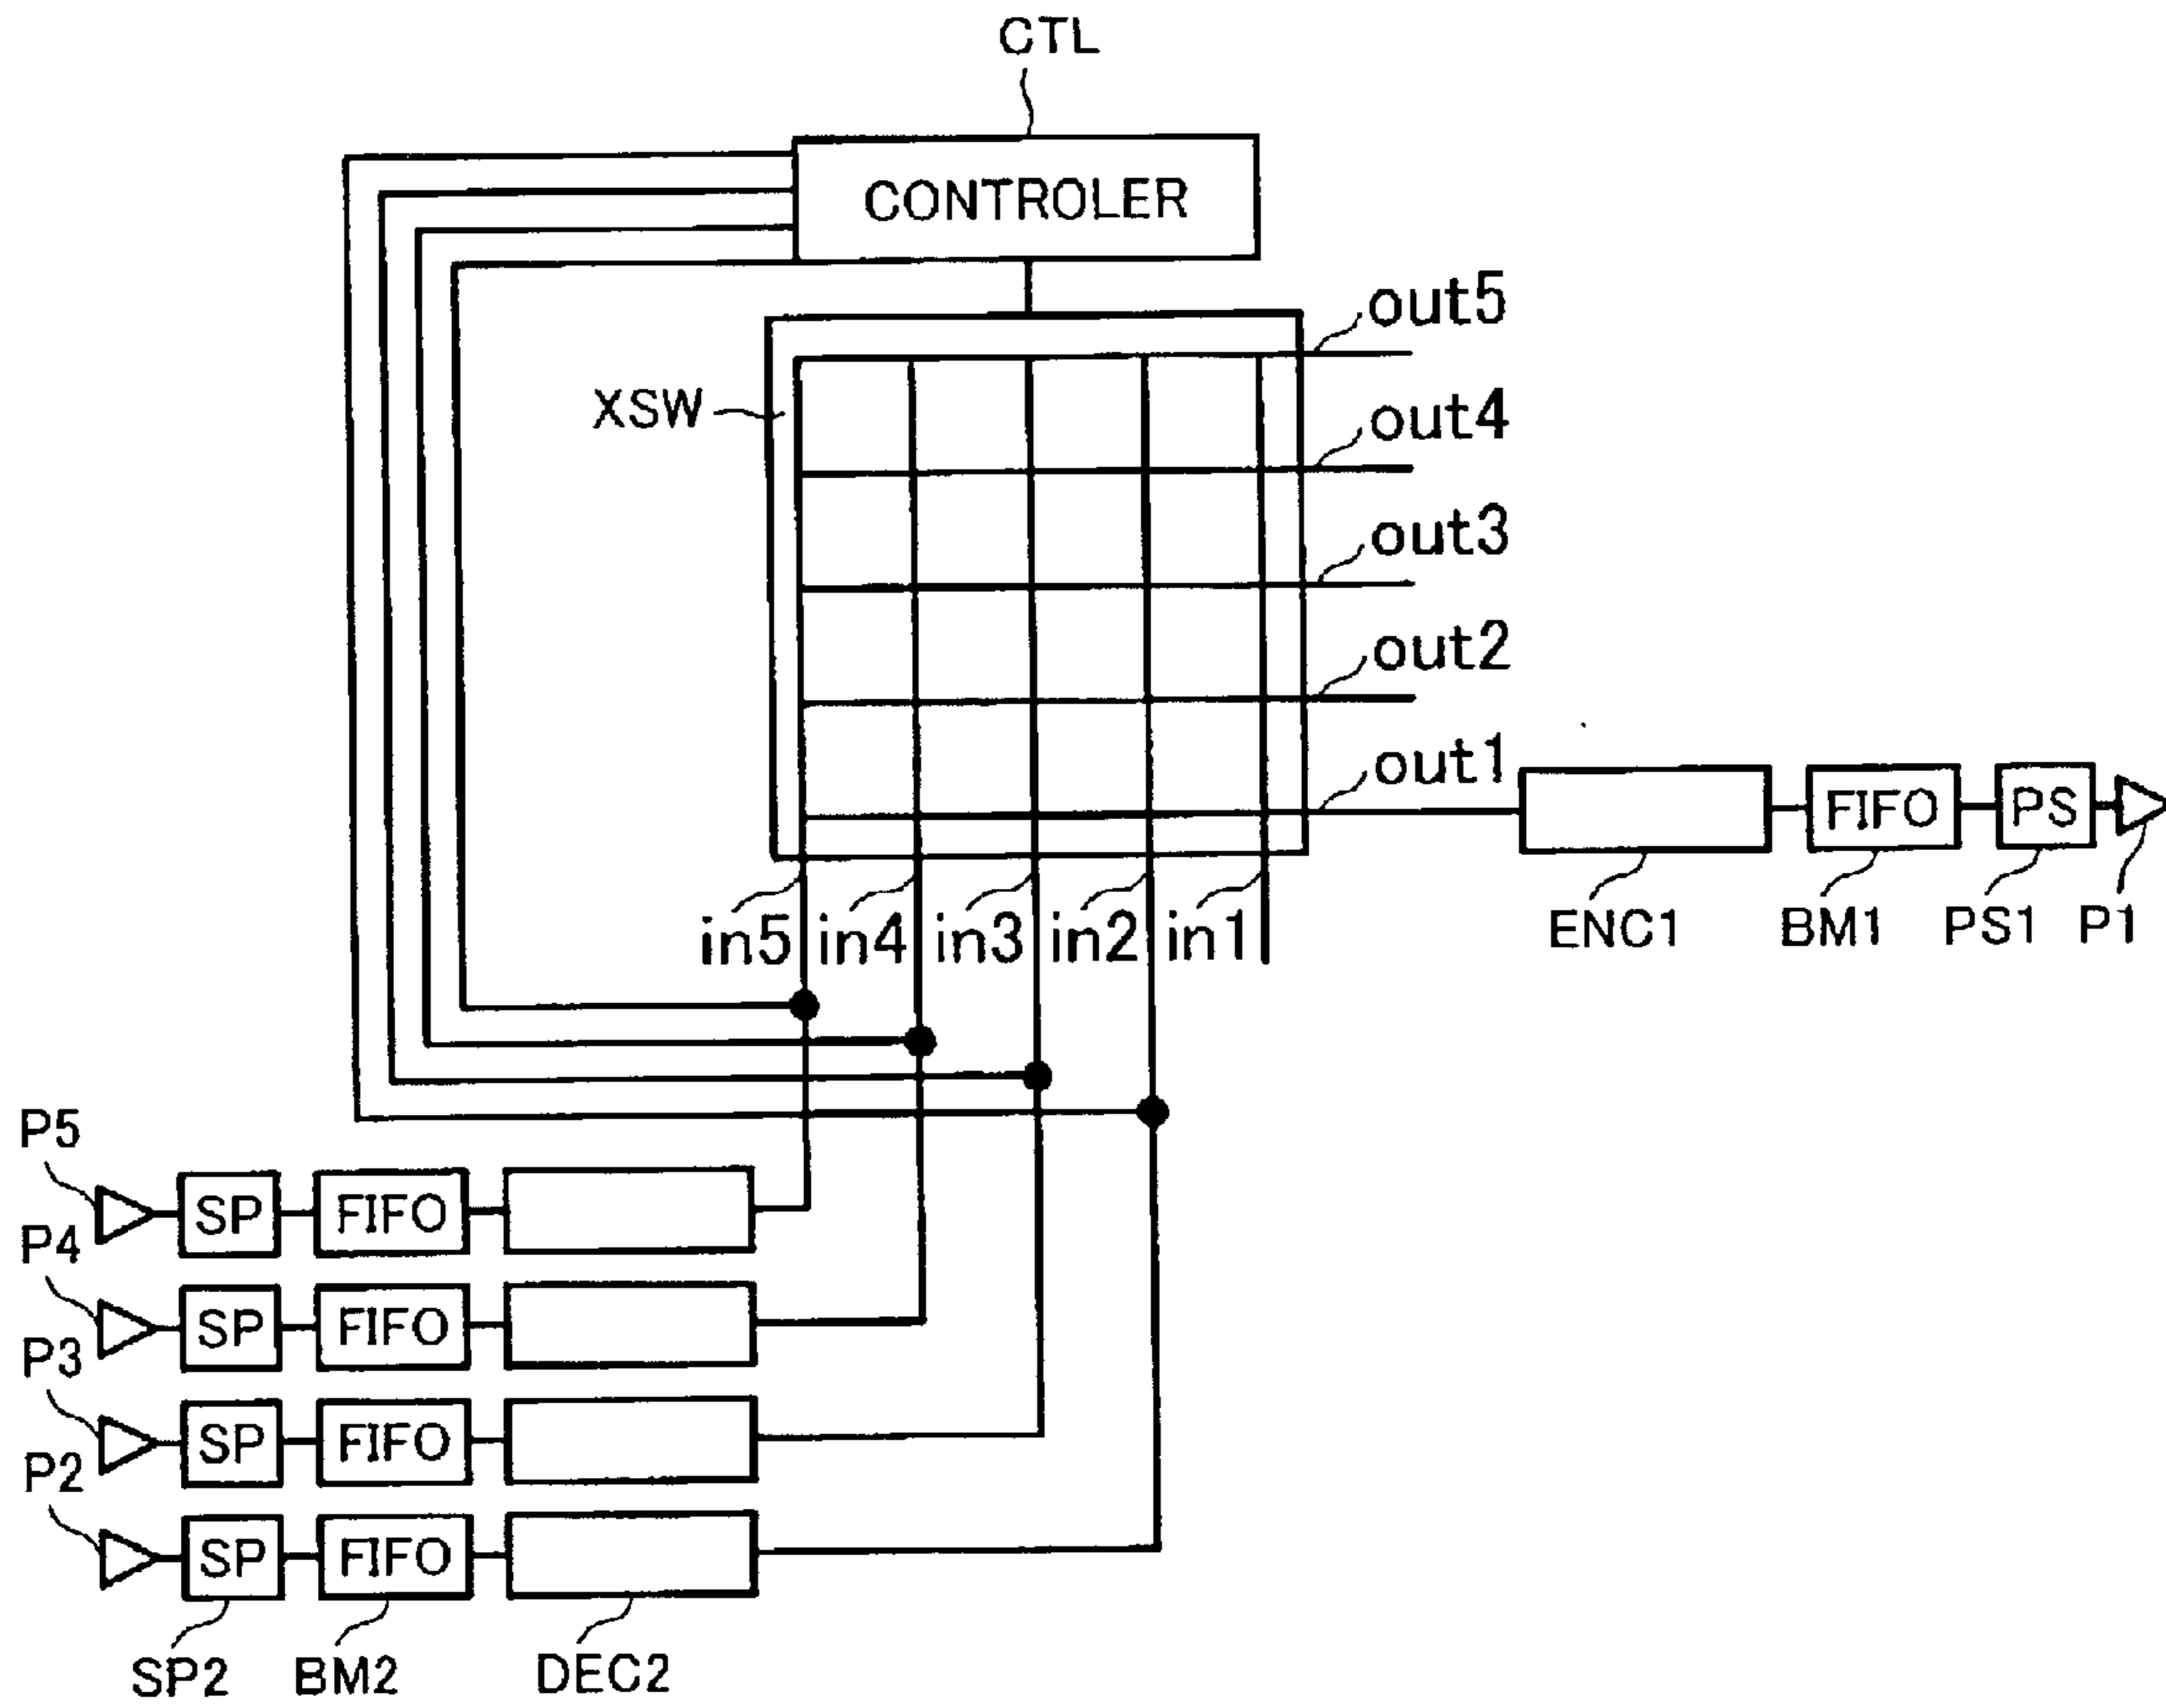 CTL
CONTROLER
out5
XSW
out4
out3
out2
out1
FIFO
PS
in5
in4
in3
in2
in1
ENC1
BM1
PS1
P1
P5
SP
FIFO
P4
SP
FIFO
P3
SP
FIFO
P2
SP
FIFO
SP2
BM2
DEC2